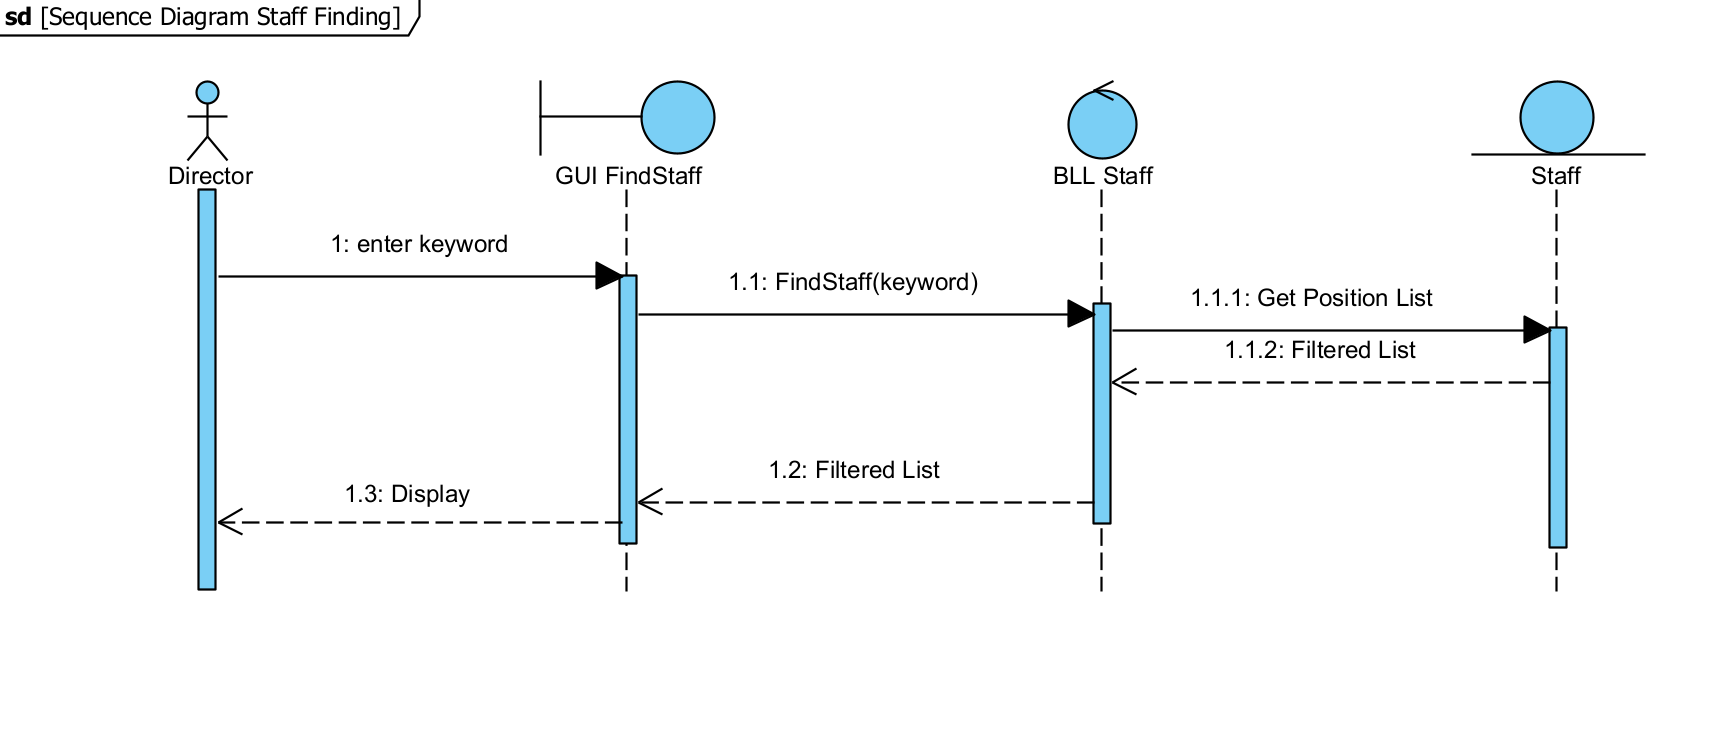 sd [Sequence Diagram Staff Finding]
Director
GUI FindStaff
BLL Staff
Staff
1: enter keyword
1.1: FindStaff(keyword)
1.1.1: Get Position List
1.1.2: Filtered List
1.2: Filtered List
1.3: Display